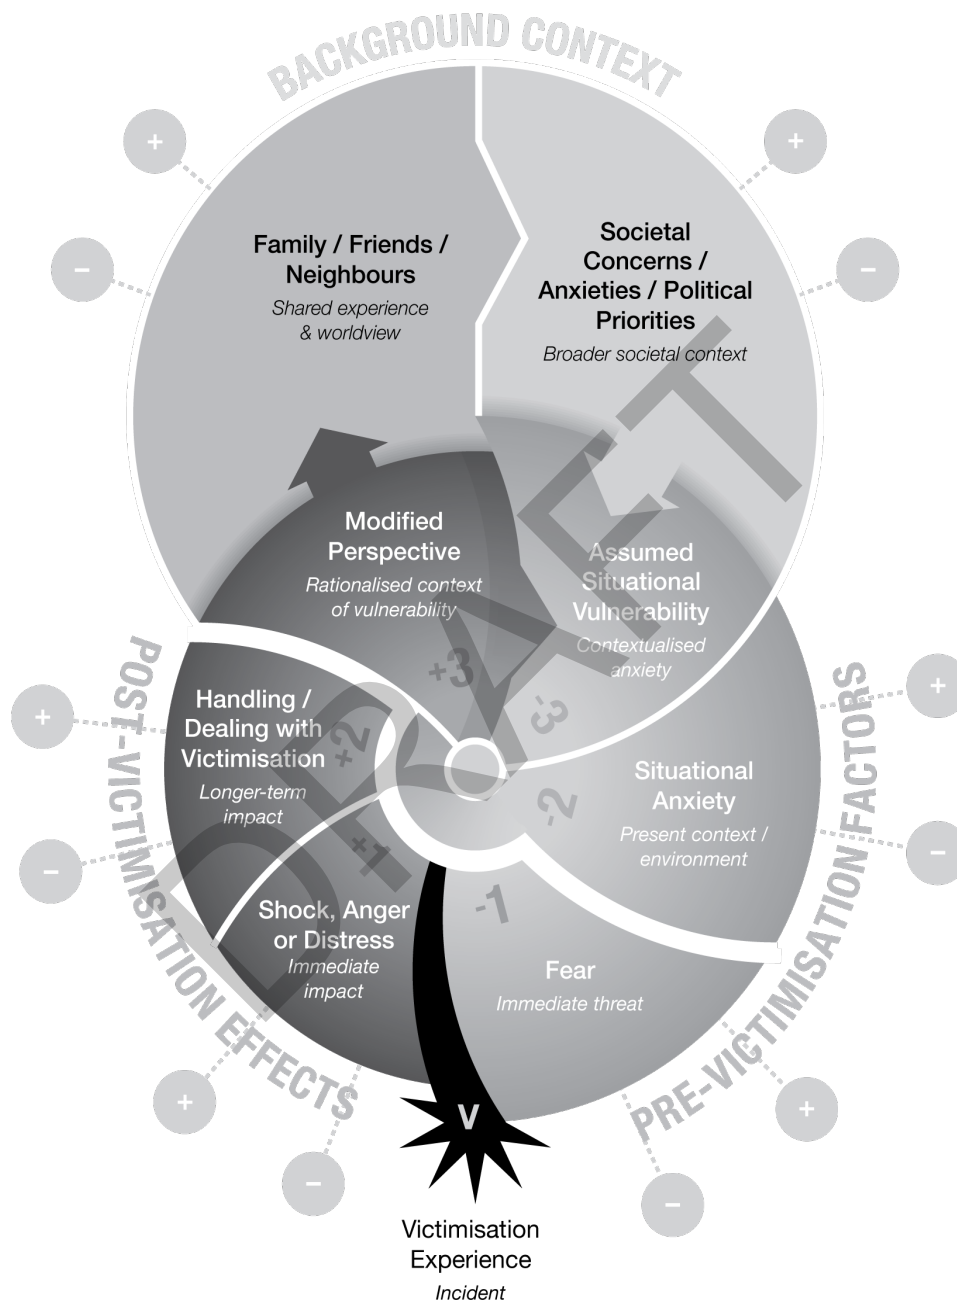 BACKGROUND CONTEXT
+
+
−
−
Family / Friends /
Neighbours
Shared experience
& worldview
Societal
Concerns /
Anxieties / Political
Priorities
Broader societal context
Modified
Perspective
Rationalised context
of vulnerability
+3
Assumed
Situational
Vulnerability
Contextualised
anxiety
-3
POST-VICTIMISATION EFFECTS
+
−
Handling /
Dealing with
Victimisation
Longer-term
impact
+2
Situational
Anxiety
Present context /
environment
-2
PRE-VICTIMISATION FACTORS
+
−
+1
Shock, Anger
or Distress
Immediate
impact
-1
Fear
Immediate threat
+
−
+
−
V
Victimisation
Experience
Incident
DRAFT